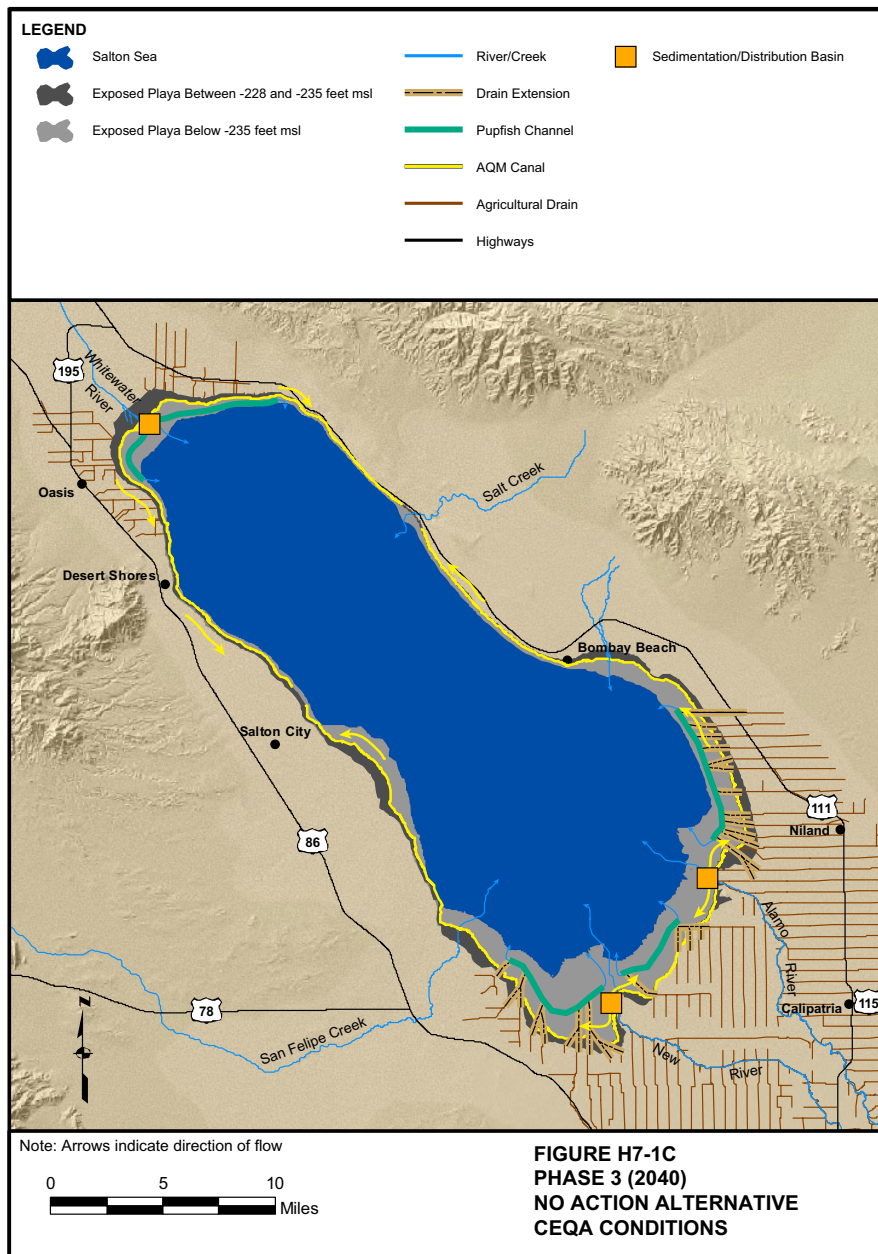 LEGEND
Salton Sea
River/Creek
Sedimentation/Distribution Basin
Exposed Playa Between -228 and -235 feet msl
Drain Extension
Exposed Playa Below -235 feet msl
Pupfish Channel
AQM Canal
Agricultural Drain
Highways
195
Whitewater
River
Oasis
Salt Creek
Desert Shores
Bombay Beach
Salton City
86
111
Niland
Alamo
River
Calipatria
115
78
San Felipe Creek
New
River
N
Note: Arrows indicate direction of flow
0 5 10
Miles
FIGURE H7-1C
PHASE 3 (2040)
NO ACTION ALTERNATIVE
CEQA CONDITIONS